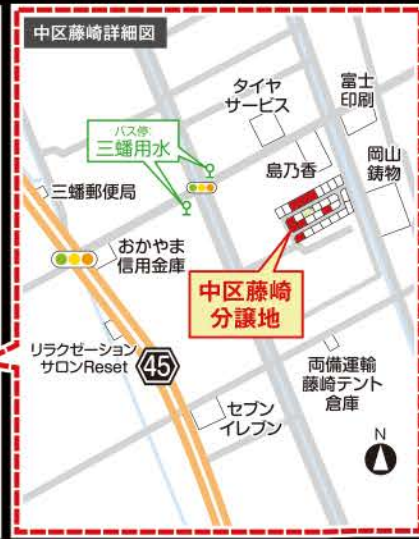 中区藤崎詳細図
タイヤ
サービス
富士
印刷
バス停
三蟠用水
島乃香
岡山
鋳物
三蟠郵便局
おかやま
信用金庫
中区藤崎
分譲地
リラクゼーション
サロンReset
45
両備運輸
藤崎テント
倉庫
セブン
イレブン
N